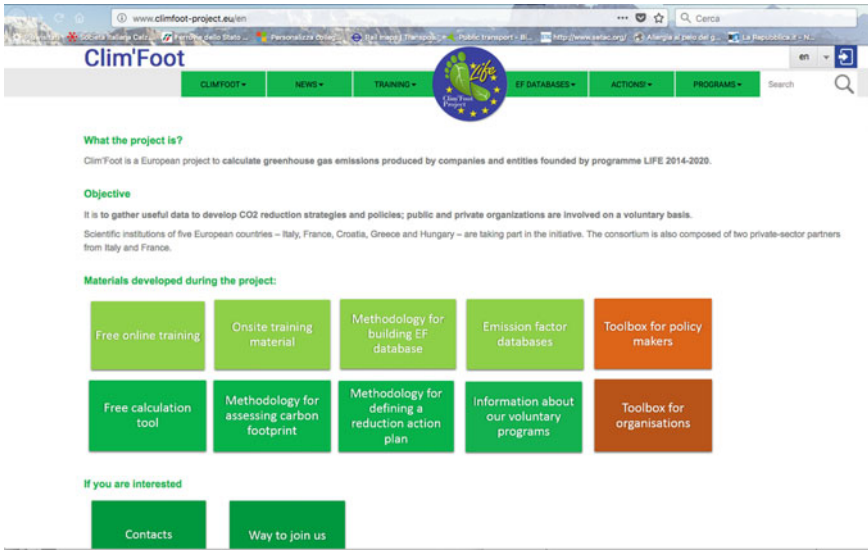 www.climfoot-project.eu/en
Cerca
Clim'Foot
en
CLIMFOOT
NEWS
TRAINING
Life
Clim'Foot
Project
EF DATABASES
ACTIONS!
PROGRAMS
Search
What the project is?
Clim'Foot is a European project to calculate greenhouse gas emissions produced by companies and entities founded by programme LIFE 2014-2020.
Objective
It is to gather useful data to develop CO2 reduction strategies and policies; public and private organizations are involved on a voluntary basis.
Scientific institutions of five European countries – Italy, France, Croatia, Greece and Hungary – are taking part in the initiative. The consortium is also composed of two private-sector partners
from Italy and France.
Materials developed during the project:
Free online training
Onsite training
material
Methodology for
building EF
database
Emission factor
databases
Toolbox for policy
makers
Free calculation
tool
Methodology for
assessing carbon
footprint
Methodology for
defining a
reduction action
plan
Information about
our voluntary
programs
Toolbox for
organisations
If you are interested
Contacts
Way to join us